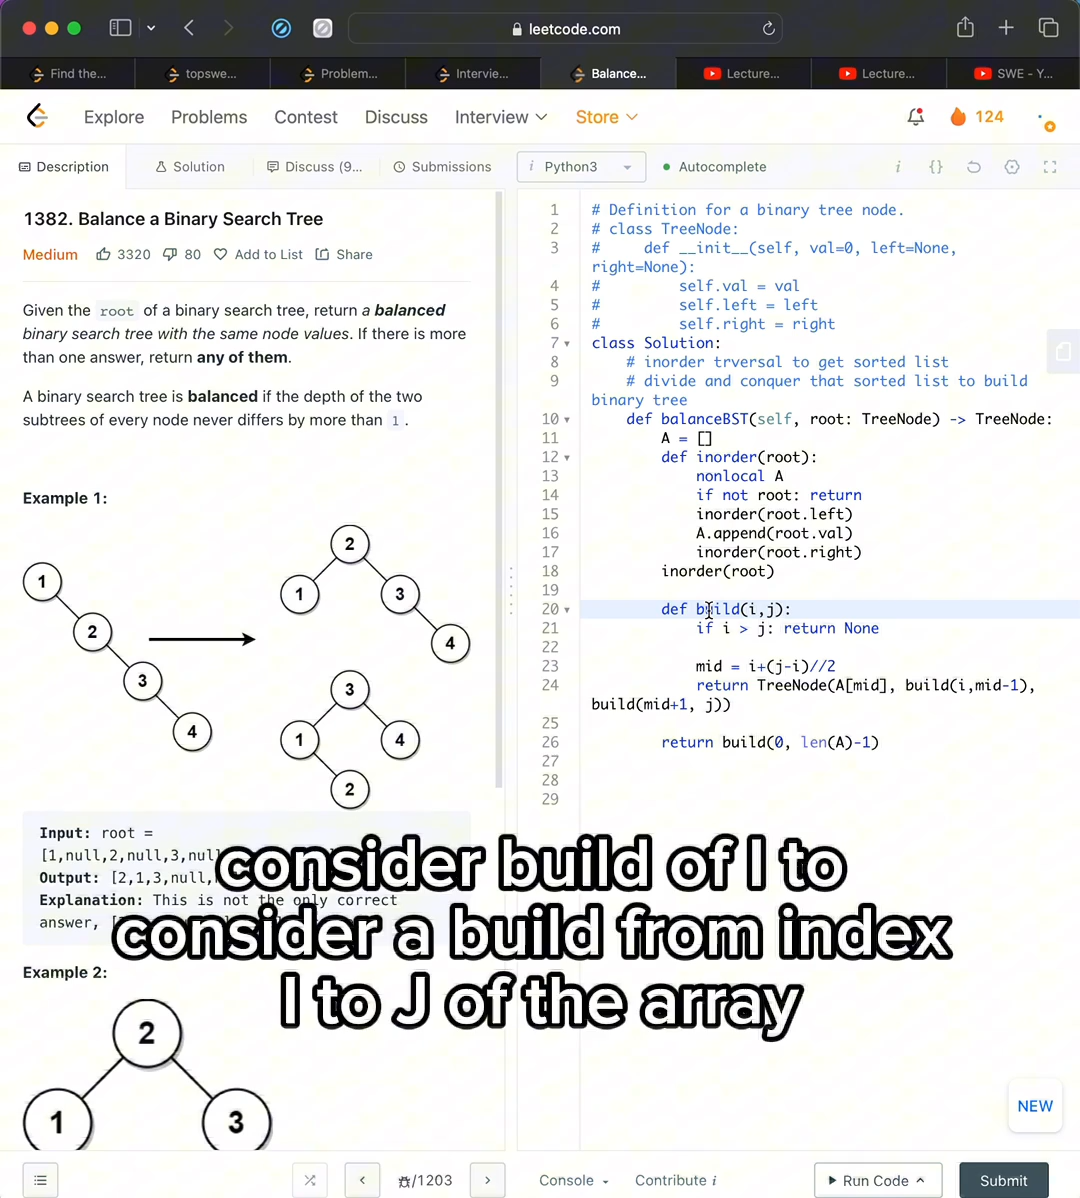 leetcode.com
Find the...
topswe...
Problem...
Intervie...
Balance...
Lecture...
Lecture...
SWE - Y...
Explore Problems Contest Discuss Interview Store
124
Description Solution Discuss (9... Submissions
i Python3 Autocomplete i {}
1382. Balance a Binary Search Tree
Medium 3320 80 Add to List Share
Given the root of a binary search tree, return a balanced
binary search tree with the same node values. If there is more
than one answer, return any of them.
A binary search tree is balanced if the depth of the two
subtrees of every node never differs by more than 1.
Example 1:
1
2
3
4
2
1
3
4
3
1
4
2
Input: root =
[1,null,2,null,3,null
Output: [2,1,3,null,
Explanation: This is not the only correct
answer,
Example 2:
2
1
3
1 # Definition for a binary tree node.
2 # class TreeNode:
3 #     def __init__(self, val=0, left=None,
right=None):
4 #         self.val = val
5 #         self.left = left
6 #         self.right = right
7 class Solution:
8     # inorder trversal to get sorted list
9     # divide and conquer that sorted list to build
binary tree
10     def balanceBST(self, root: TreeNode) -> TreeNode:
11         A = []
12         def inorder(root):
13             nonlocal A
14             if not root: return
15             inorder(root.left)
16             A.append(root.val)
17             inorder(root.right)
18         inorder(root)
19
20         def build(i,j):
21             if i > j: return None
22
23             mid = i+(j-i)//2
24             return TreeNode(A[mid], build(i,mid-1),
build(mid+1, j))
25
26         return build(0, len(A)-1)
27
28
29
consider build of I to
consider a build from index
I to J of the array
NEW
/1203
Console Contribute i
Run Code Submit